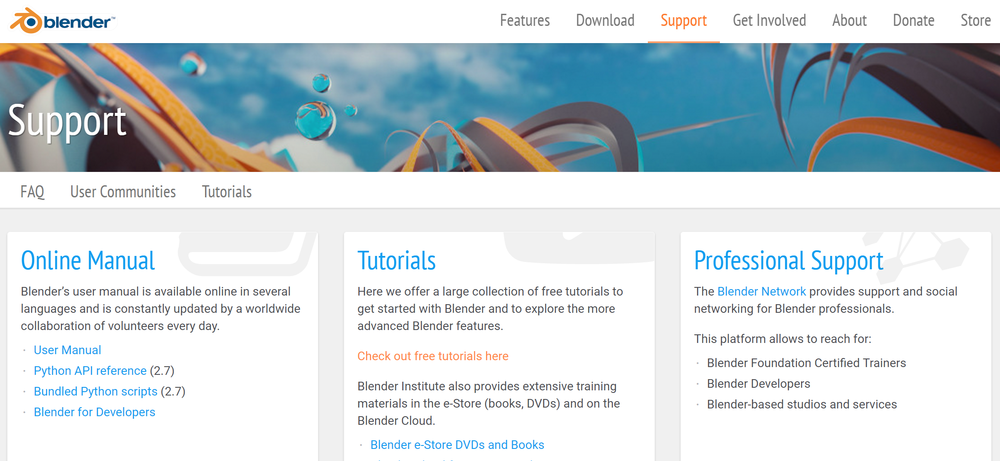 blender™
Features Download Support Get Involved About Donate Store
Support
FAQ User Communities Tutorials
Online Manual
Blender’s user manual is available online in several
languages and is constantly updated by a worldwide
collaboration of volunteers every day.
· User Manual
· Python API reference (2.7)
· Bundled Python scripts (2.7)
· Blender for Developers
Tutorials
Here we offer a large collection of free tutorials to
get started with Blender and to explore the more
advanced Blender features.
Check out free tutorials here
Blender Institute also provides extensive training
materials in the e-Store (books, DVDs) and on the
Blender Cloud.
· Blender e-Store DVDs and Books
Professional Support
The Blender Network provides support and social
networking for Blender professionals.
This platform allows to reach for:
· Blender Foundation Certified Trainers
· Blender Developers
· Blender-based studios and services